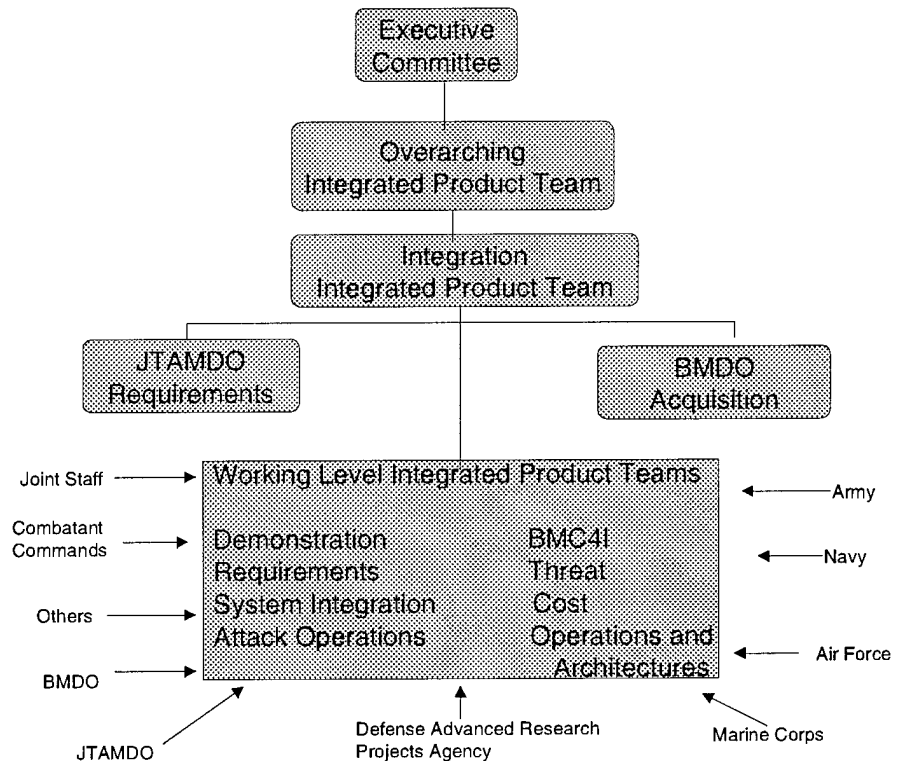 Executive
Committee
Overarching
Integrated Product Team
Integration
Integrated Product Team
JTAMDO
Requirements
BMDO
Acquisition
Working Level Integrated Product Teams
Demonstration
Requirements
System Integration
Attack Operations
BMC4I
Threat
Cost
Operations and
Architectures
Joint Staff
Combatant
Commands
Others
BMDO
JTAMDO
Defense Advanced Research
Projects Agency
Army
Navy
Air Force
Marine Corps